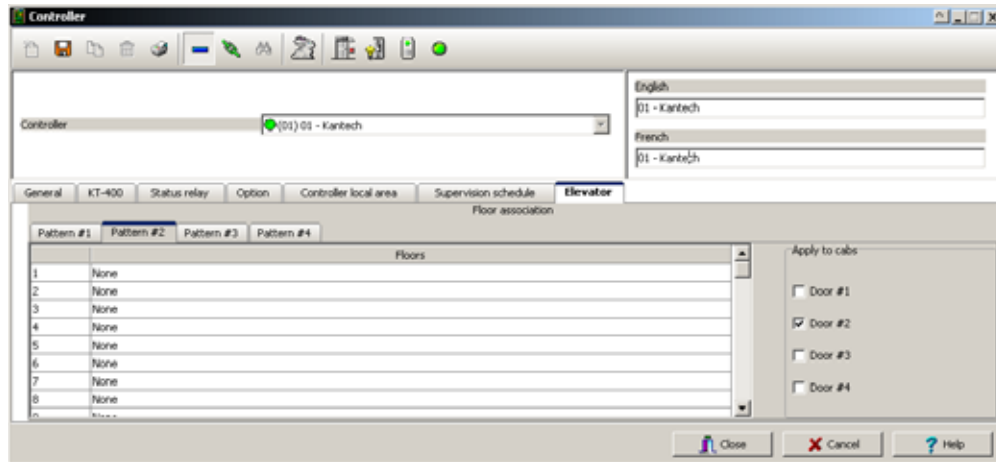 Controller
English
01 - Kantech
Controller
(01) 01 - Kantech
French
01 - Kantech
General KT-400 Status relay Option Controller local area Supervision schedule Elevator
Floor association
Pattern #1 Pattern #2 Pattern #3 Pattern #4
Floors
Apply to cabs
1 None
2 None
3 None
4 None
5 None
6 None
7 None
8 None
Door #1
Door #2
Door #3
Door #4
Close Cancel Help